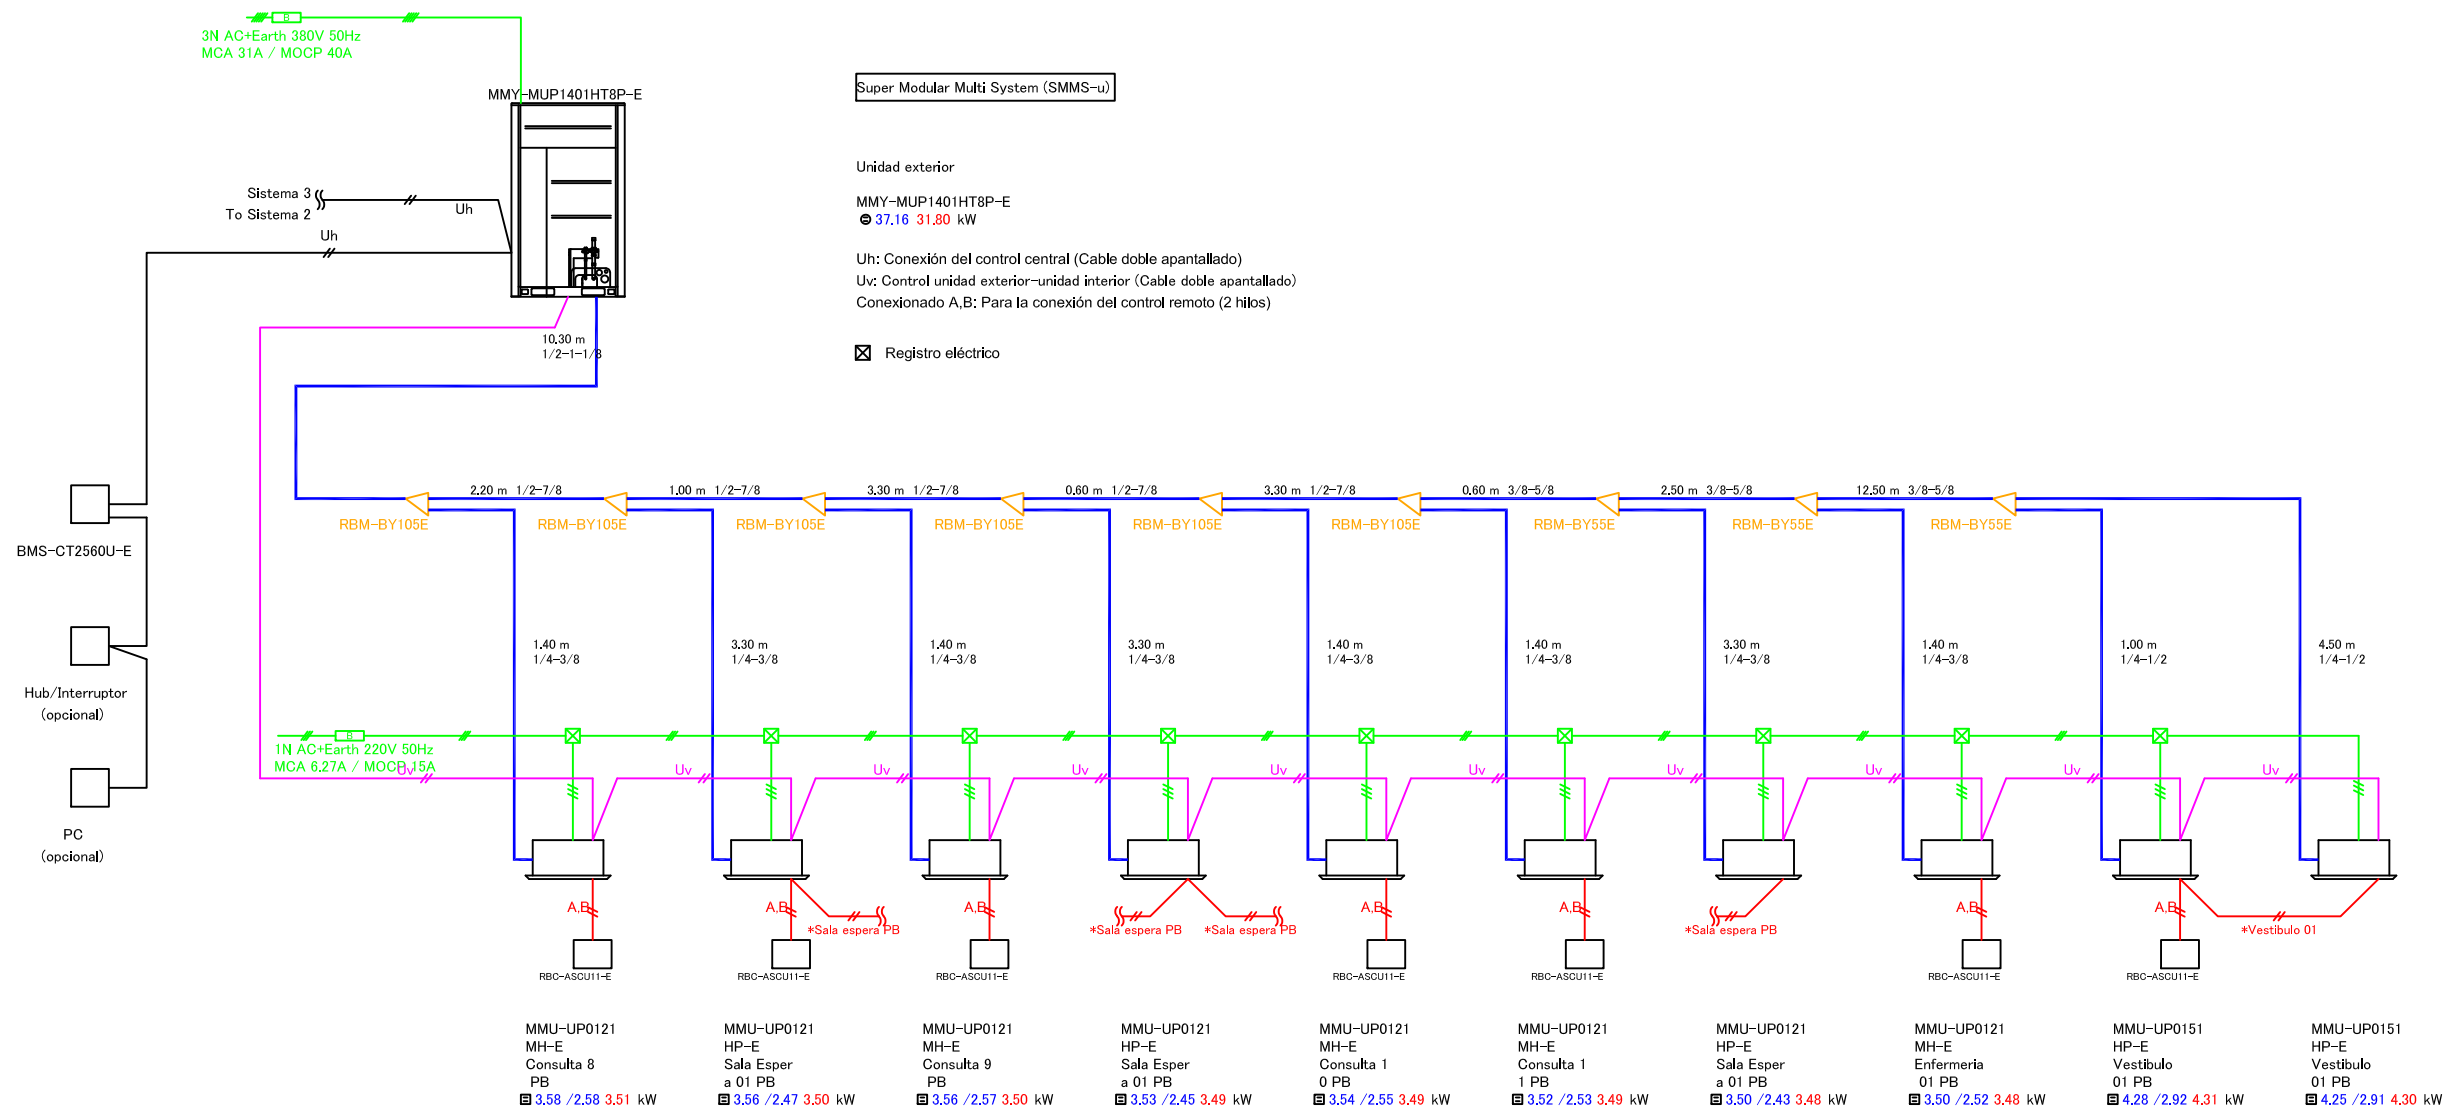 B
3N AC+Earth 380V 50Hz
MCA 31A / MOCP 40A
MMY-MUP1401HT8P-E
Super Modular Multi System (SMMS-u)
Unidad exterior
MMY-MUP1401HT8P-E
37.16 31.80 kW
Uh: Conexión del control central (Cable doble apantallado)
Uv: Control unidad exterior-unidad interior (Cable doble apantallado)
Conexionado A,B: Para la conexión del control remoto (2 hilos)
Registro eléctrico
Sistema 3
To Sistema 2
Uh
Uh
10.30 m
1/2-1-1/8
2.20 m 1/2-7/8
1.00 m 1/2-7/8
3.30 m 1/2-7/8
0.60 m 1/2-7/8
3.30 m 1/2-7/8
0.60 m 3/8-5/8
2.50 m 3/8-5/8
12.50 m 3/8-5/8
RBM-BY105E
RBM-BY105E
RBM-BY105E
RBM-BY105E
RBM-BY105E
RBM-BY105E
RBM-BY55E
RBM-BY55E
RBM-BY55E
BMS-CT2560U-E
Hub/Interruptor
(opcional)
PC
(opcional)
1.40 m
1/4-3/8
3.30 m
1/4-3/8
1.40 m
1/4-3/8
3.30 m
1/4-3/8
1.40 m
1/4-3/8
1.40 m
1/4-3/8
3.30 m
1/4-3/8
1.40 m
1/4-3/8
1.00 m
1/4-1/2
4.50 m
1/4-1/2
B
1N AC+Earth 220V 50Hz
MCA 6.27A / MOCP 15A
Uv
Uv
Uv
Uv
Uv
Uv
Uv
Uv
Uv
Uv
A,B
A,B
A,B
A,B
A,B
A,B
A,B
*Sala espera PB
*Sala espera PB
*Sala espera PB
*Sala espera PB
*Vestibulo 01
RBC-ASCU11-E
RBC-ASCU11-E
RBC-ASCU11-E
RBC-ASCU11-E
RBC-ASCU11-E
RBC-ASCU11-E
RBC-ASCU11-E
MMU-UP0121
MH-E
Consulta 8
PB
3.58 /2.58 3.51 kW
MMU-UP0121
HP-E
Sala Esper
a 01 PB
3.56 /2.47 3.50 kW
MMU-UP0121
MH-E
Consulta 9
PB
3.56 /2.57 3.50 kW
MMU-UP0121
HP-E
Sala Esper
a 01 PB
3.53 /2.45 3.49 kW
MMU-UP0121
MH-E
Consulta 1
0 PB
3.54 /2.55 3.49 kW
MMU-UP0121
MH-E
Consulta 1
1 PB
3.52 /2.53 3.49 kW
MMU-UP0121
HP-E
Sala Esper
a 01 PB
3.50 /2.43 3.48 kW
MMU-UP0121
MH-E
Enfermeria
01 PB
3.50 /2.52 3.48 kW
MMU-UP0151
HP-E
Vestibulo
01 PB
4.28 /2.92 4.31 kW
MMU-UP0151
HP-E
Vestibulo
01 PB
4.25 /2.91 4.30 kW